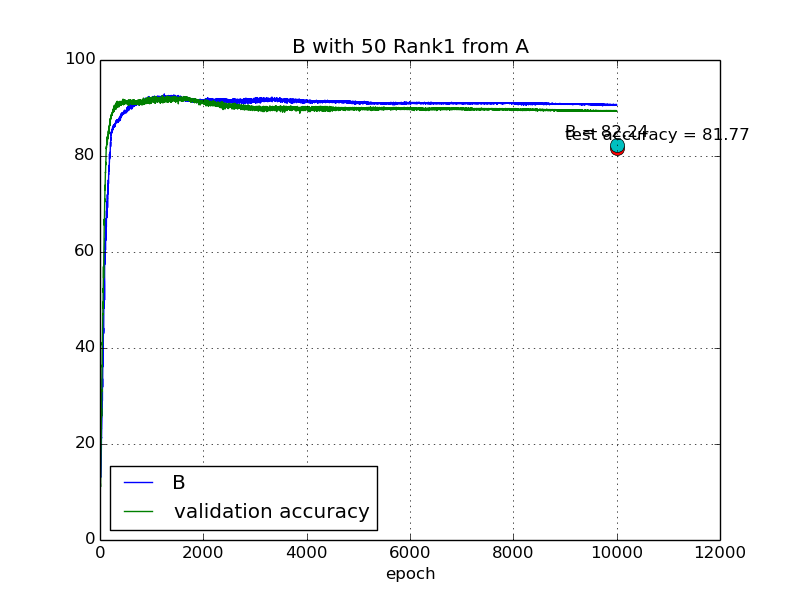 B with 50 Rank1 from A
100
80
60
40
20
0
B = 82.24
test accuracy = 81.77
B
validation accuracy
0 2000 4000 6000 8000 10000 12000
epoch